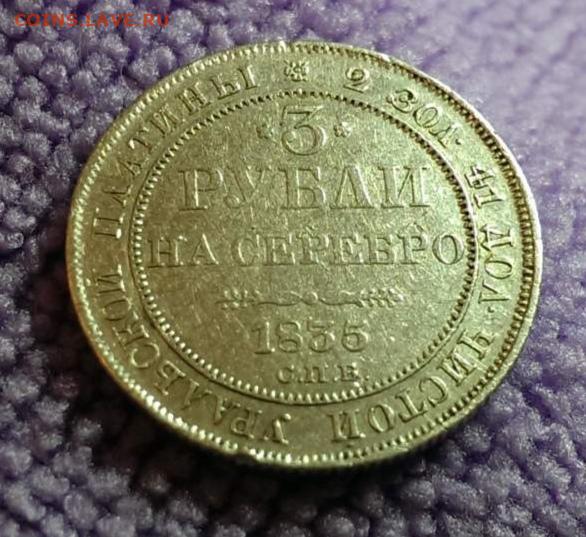 COINS.LAVE.RU
* 2 ЗОЛ· 41 ДОЛ· ЧИСТОЙ УРАЛЬСКОЙ ПЛАТИНЫ
*3*
РУБЛИ
НА СЕРЕБРО
1835
С.П.Б.